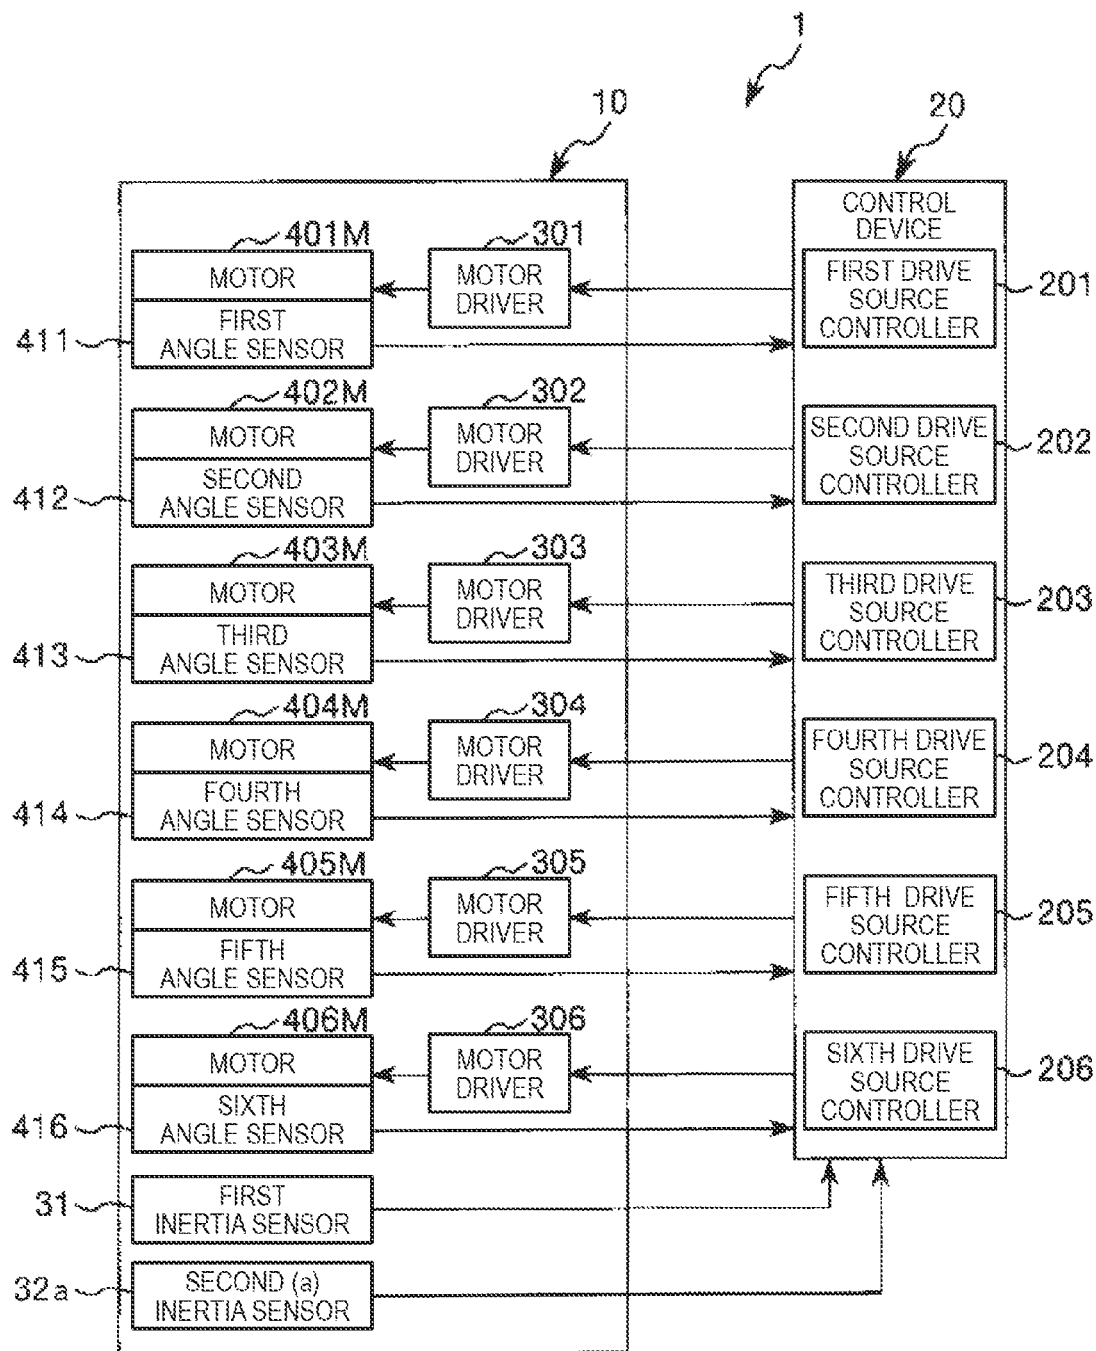 1
10
20
CONTROL
DEVICE
401M
301
MOTOR
MOTOR
DRIVER
FIRST DRIVE
SOURCE
CONTROLLER
201
411
FIRST
ANGLE SENSOR
402M
302
MOTOR
MOTOR
DRIVER
SECOND DRIVE
SOURCE
CONTROLLER
202
412
SECOND
ANGLE SENSOR
403M
303
MOTOR
MOTOR
DRIVER
THIRD DRIVE
SOURCE
CONTROLLER
203
413
THIRD
ANGLE SENSOR
404M
304
MOTOR
MOTOR
DRIVER
FOURTH DRIVE
SOURCE
CONTROLLER
204
414
FOURTH
ANGLE SENSOR
405M
305
MOTOR
MOTOR
DRIVER
FIFTH DRIVE
SOURCE
CONTROLLER
205
415
FIFTH
ANGLE SENSOR
406M
306
MOTOR
MOTOR
DRIVER
SIXTH DRIVE
SOURCE
CONTROLLER
206
416
SIXTH
ANGLE SENSOR
31
FIRST
INERTIA SENSOR
32a
SECOND (a)
INERTIA SENSOR